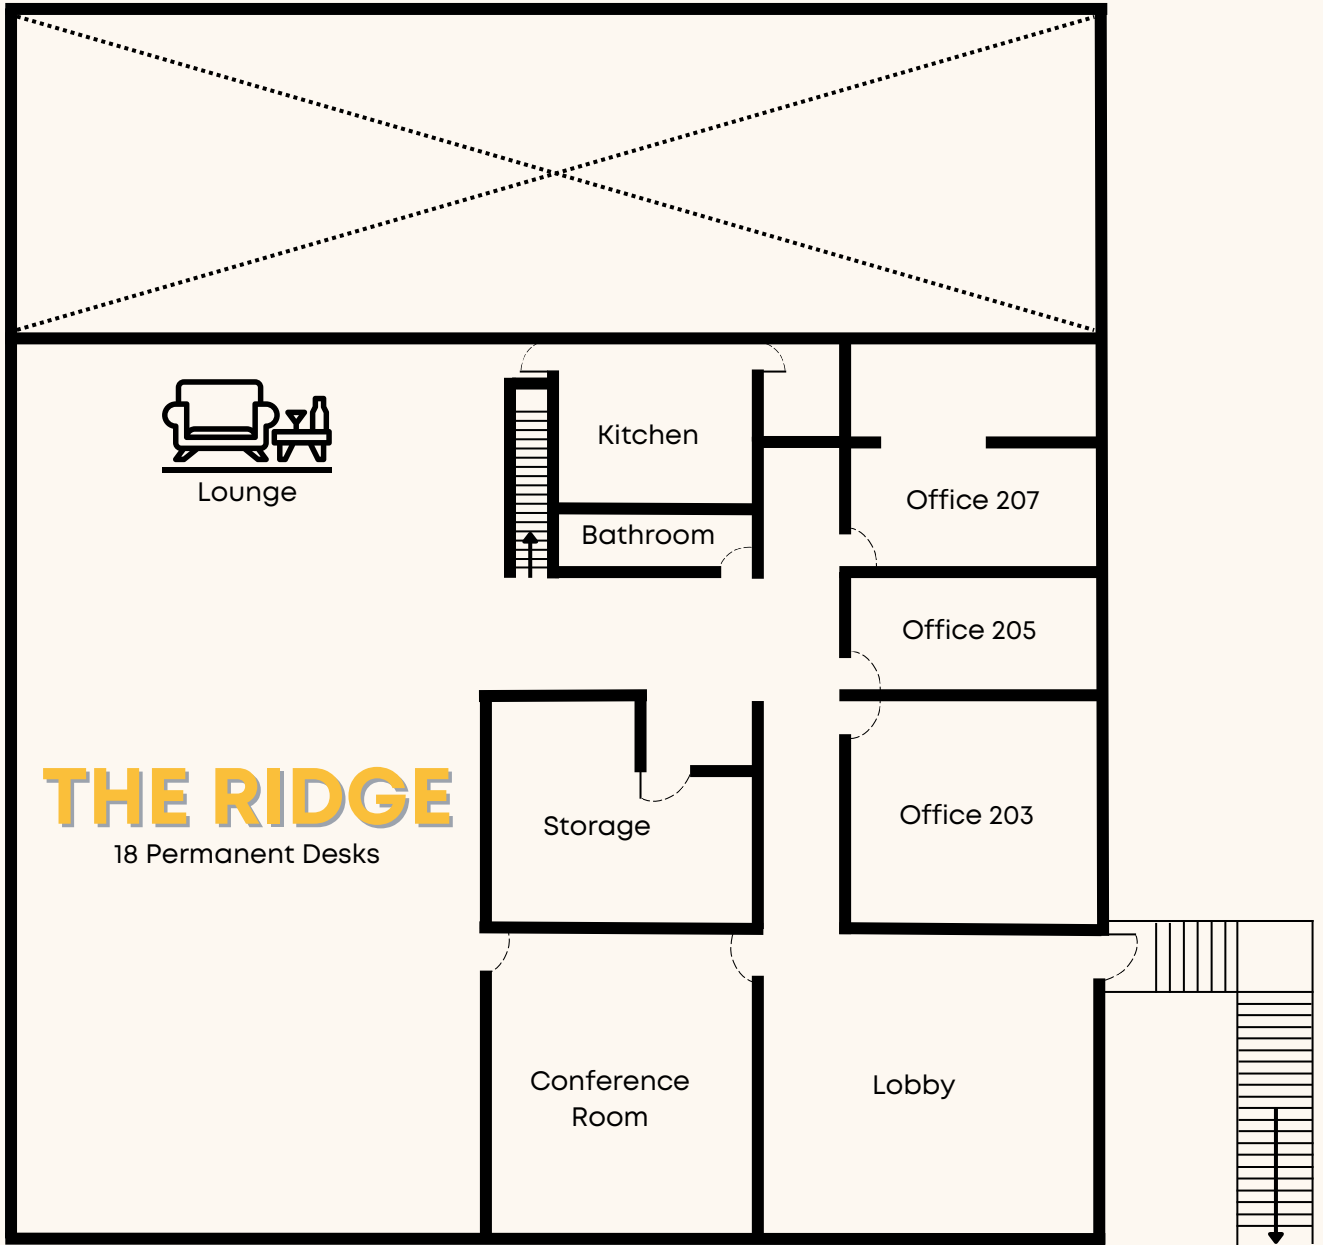 Kitchen
Lounge
Office 207
Bathroom
Office 205
THE RIDGE
18 Permanent Desks
Storage
Office 203
Conference
Room
Lobby